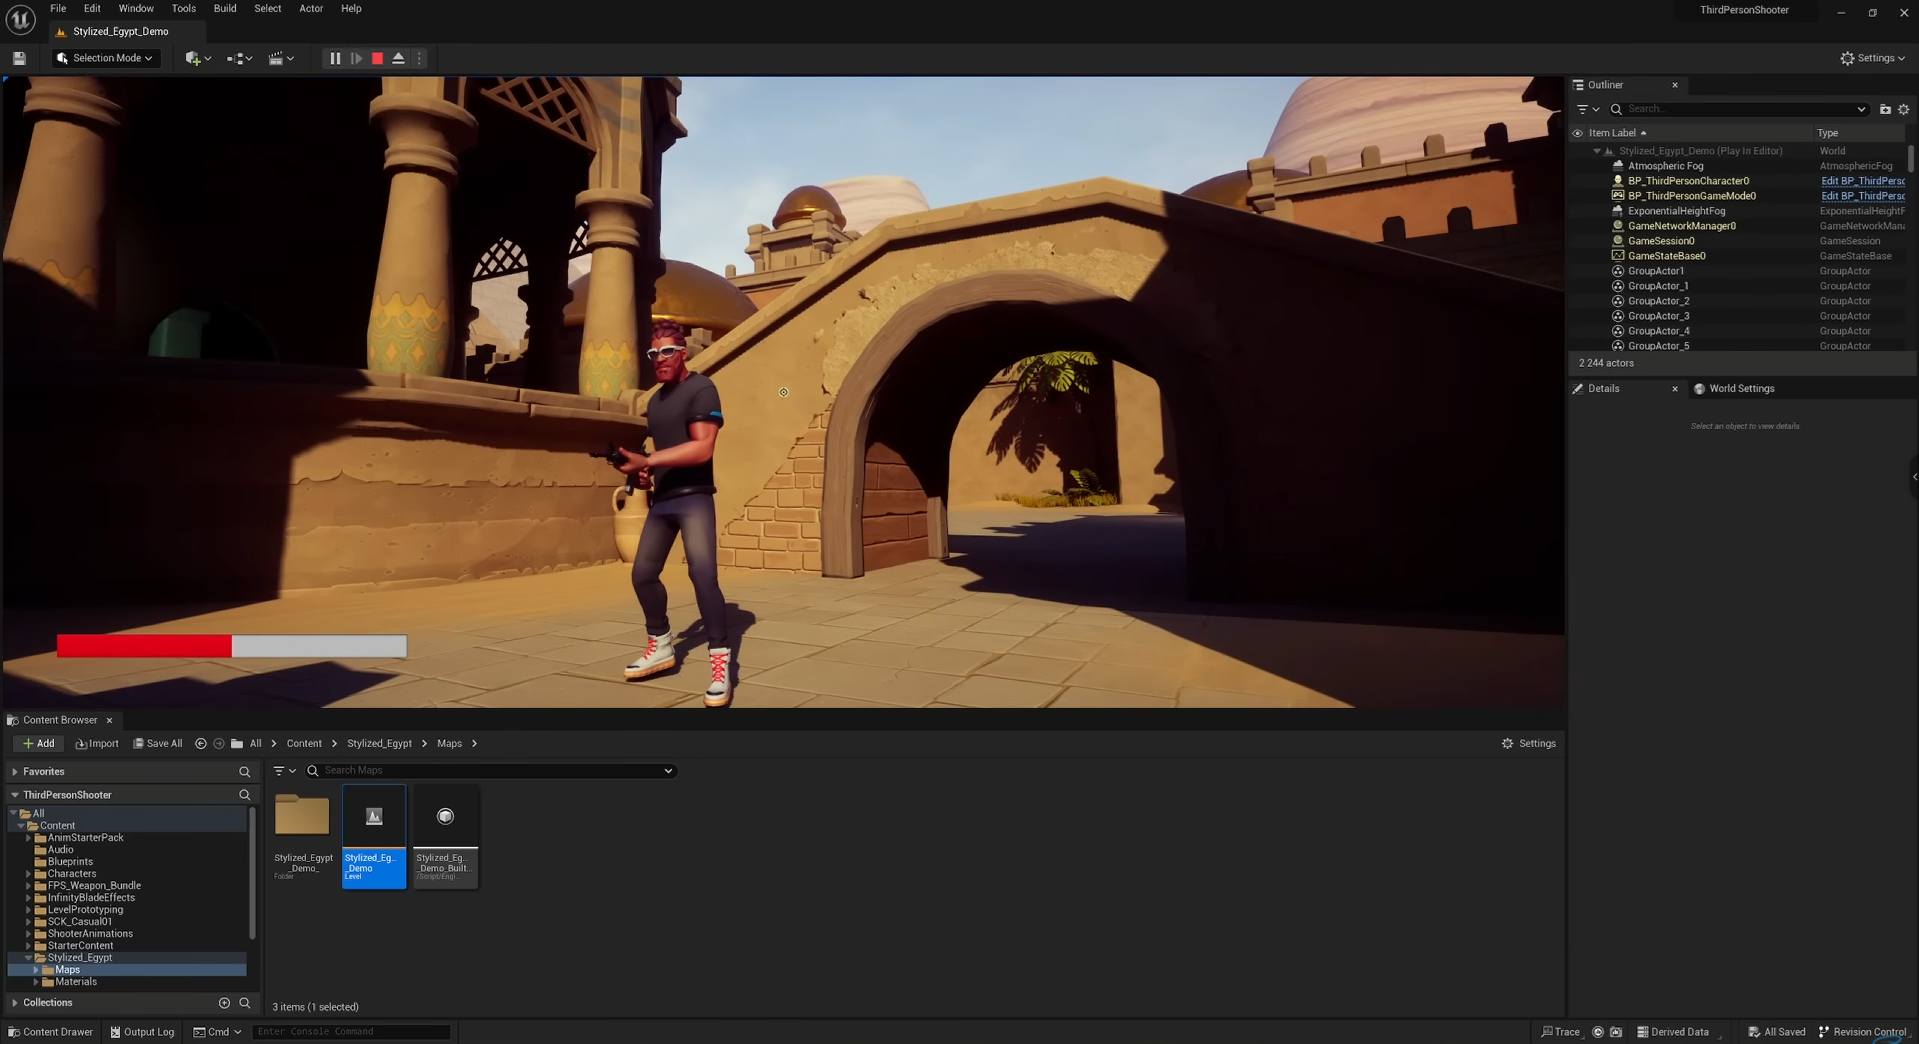 File Edit Window Tools Build Select Actor Help
ThirdPersonShooter
Stylized_Egypt_Demo
Selection Mode
Settings
Outliner
Search...
Item Label Type
Stylized_Egypt_Demo (Play In Editor) World
Atmospheric Fog AtmosphericFog
BP_ThirdPersonCharacter0 Edit BP_ThirdPersc
BP_ThirdPersonGameMode0 Edit BP_ThirdPersc
ExponentialHeightFog ExponentialHeightF
GameNetworkManager0 GameNetworkMana
GameSession0 GameSession
GameStateBase0 GameStateBase
GroupActor1 GroupActor
GroupActor_1 GroupActor
GroupActor_2 GroupActor
GroupActor_3 GroupActor
GroupActor_4 GroupActor
GroupActor_5 GroupActor
2 244 actors
Details World Settings
Select an object to view details
Content Browser
Add Import Save All All Content Stylized_Egypt Maps
Settings
Favorites
Search Maps
ThirdPersonShooter
All
Content
AnimStarterPack
Audio
Blueprints
Characters
FPS_Weapon_Bundle
InfinityBladeEffects
LevelPrototyping
SCK_Casual01
ShooterAnimations
StarterContent
Stylized_Egypt
Maps
Materials
Collections
Stylized_Egypt
_Demo_
Folder
Stylized_Eg...
_Demo
Level
Stylized_Eg...
_Demo_Built...
/Script/Engi...
3 items (1 selected)
Content Drawer Output Log Cmd Enter Console Command
Trace Derived Data All Saved Revision Control